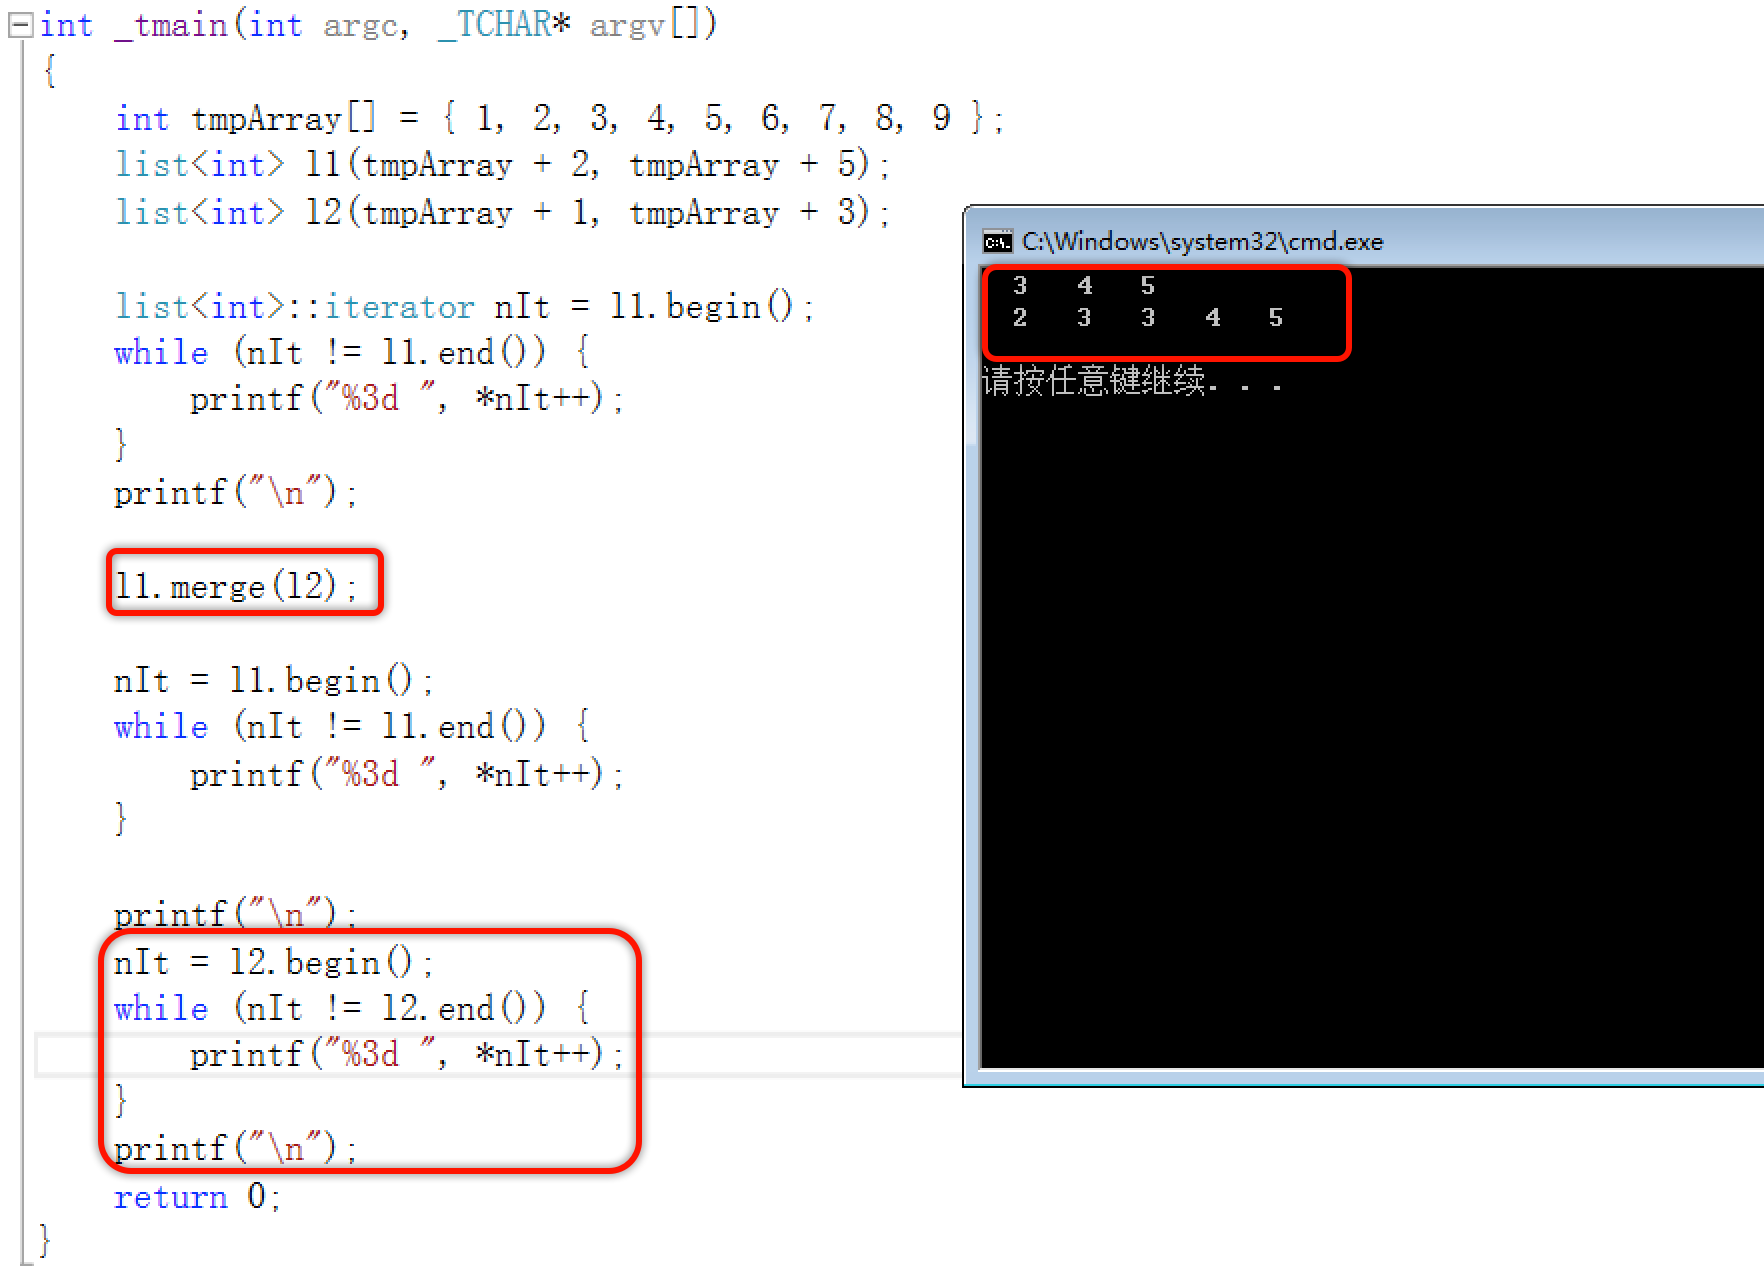 int _tmain(int argc, _TCHAR* argv[])
{
int tmpArray[] = { 1, 2, 3, 4, 5, 6, 7, 8, 9 };
list<int> l1(tmpArray + 2, tmpArray + 5);
list<int> l2(tmpArray + 1, tmpArray + 3);
list<int>::iterator nIt = l1.begin();
while (nIt != l1.end()) {
printf("%3d ", *nIt++);
}
printf("\n");
l1.merge(l2);
nIt = l1.begin();
while (nIt != l1.end()) {
printf("%3d ", *nIt++);
}
printf("\n");
nIt = l2.begin();
while (nIt != l2.end()) {
printf("%3d ", *nIt++);
}
printf("\n");
return 0;
}
C:\Windows\system32\cmd.exe
3 4 5
2 3 3 4 5
请按任意键继续. . .